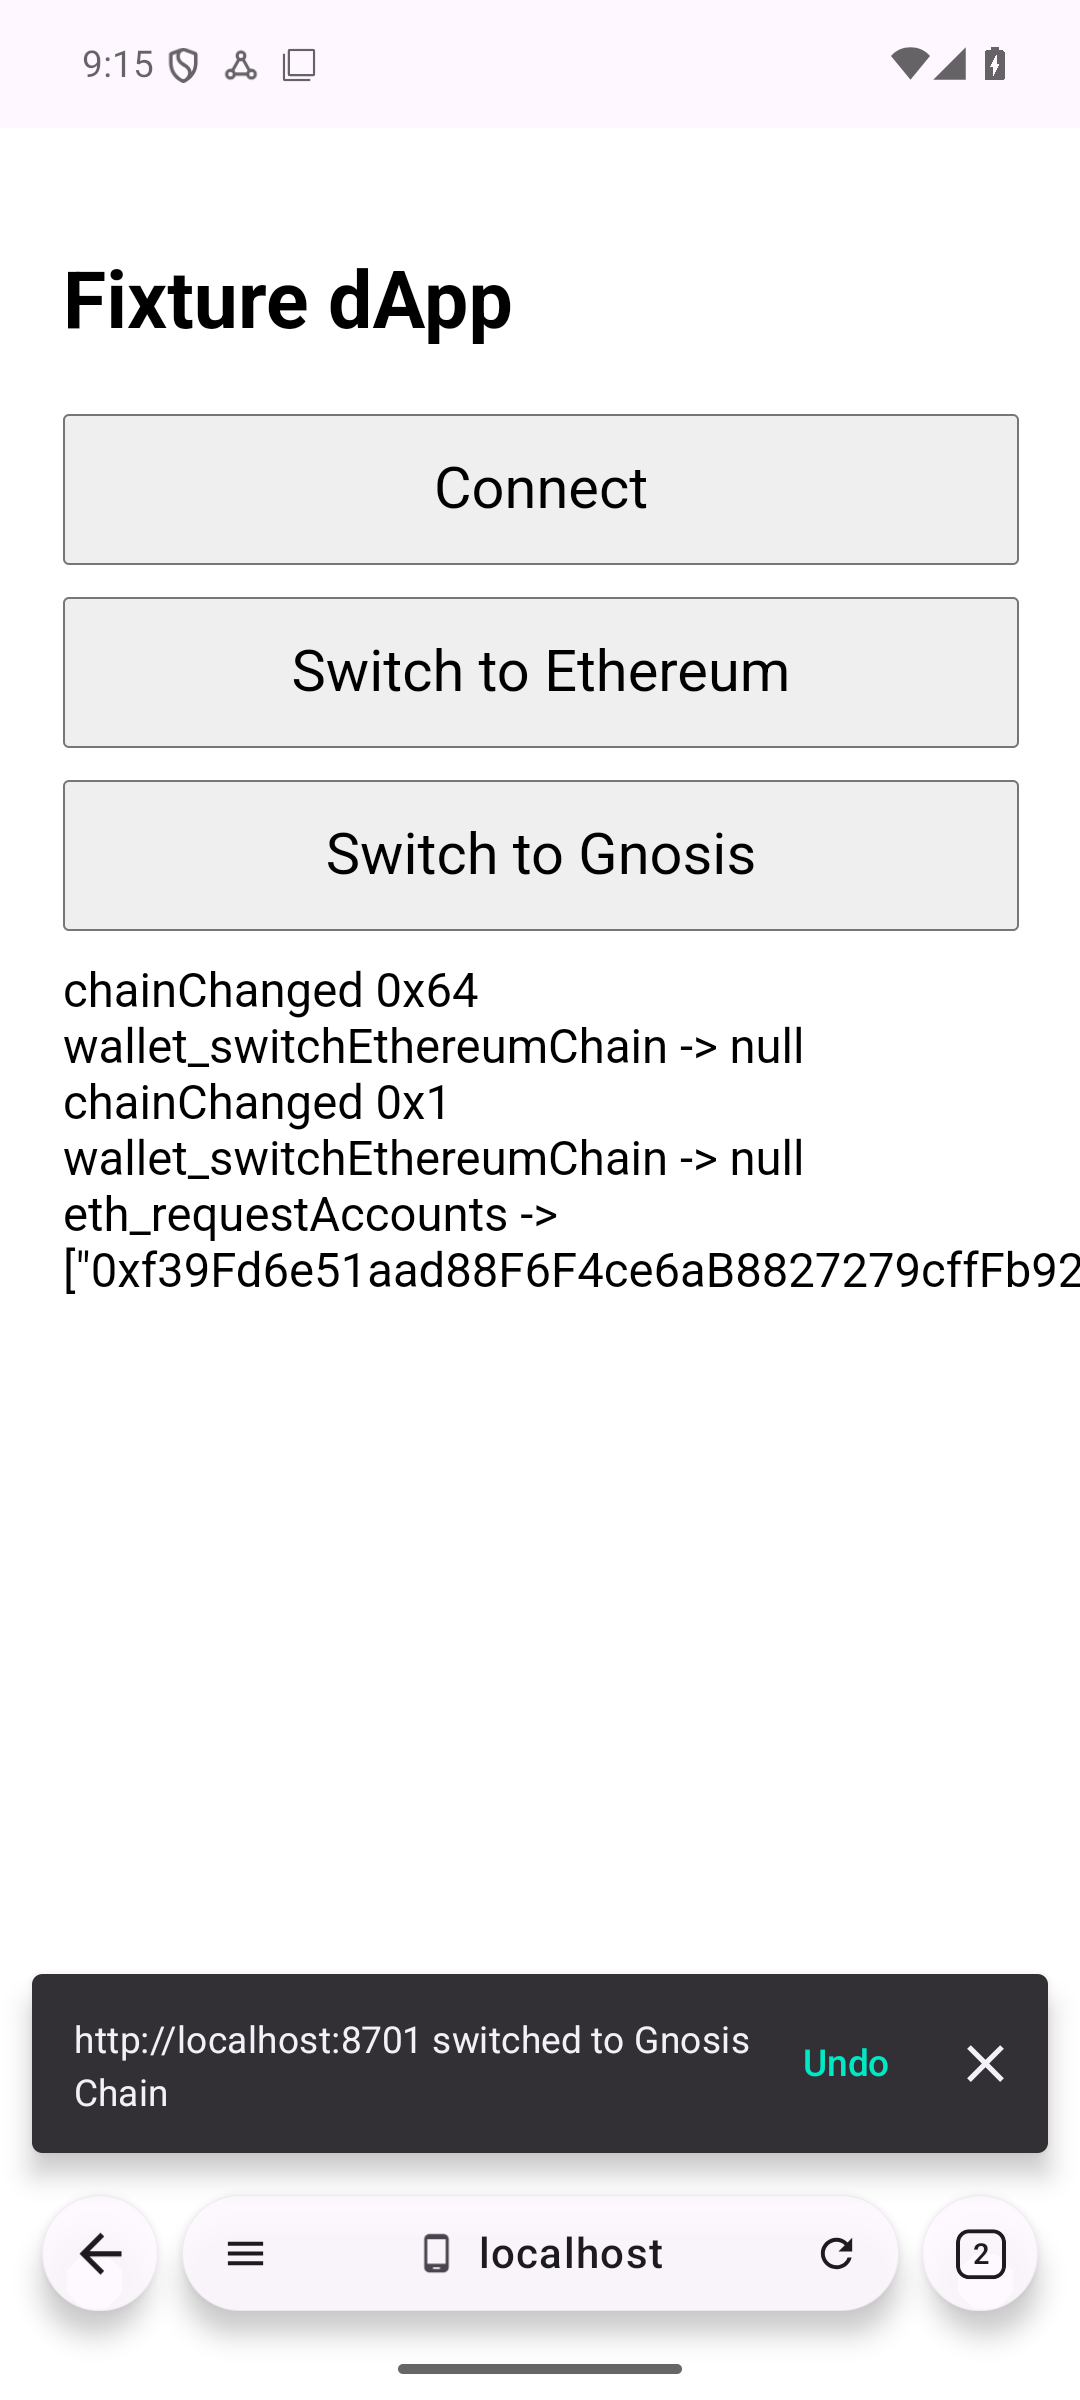 9:15
Fixture dApp
Connect
Switch to Ethereum
Switch to Gnosis
chainChanged 0x64
wallet_switchEthereumChain -> null
chainChanged 0x1
wallet_switchEthereumChain -> null
eth_requestAccounts ->
["0xf39Fd6e51aad88F6F4ce6aB8827279cffFb92
http://localhost:8701 switched to Gnosis
Chain
Undo
localhost
2